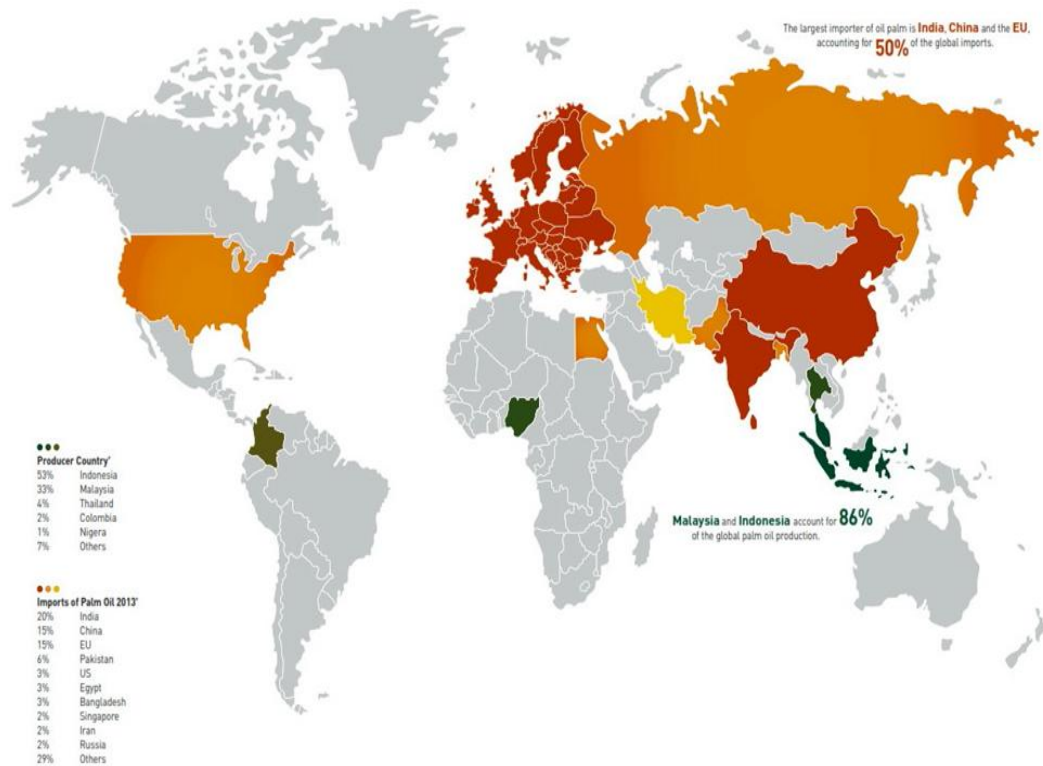 The largest importer of oil palm is India, China and the EU,
accounting for 50% of the global imports.
Producer Country'
53% Indonesia
33% Malaysia
4% Thailand
2% Colombia
1% Nigera
7% Others
Malaysia and Indonesia account for 86%
of the global palm oil production.
Imports of Palm Oil 2013'
20% India
15% China
15% EU
6% Pakistan
3% US
3% Egypt
3% Bangladesh
2% Singapore
2% Iran
2% Russia
29% Others